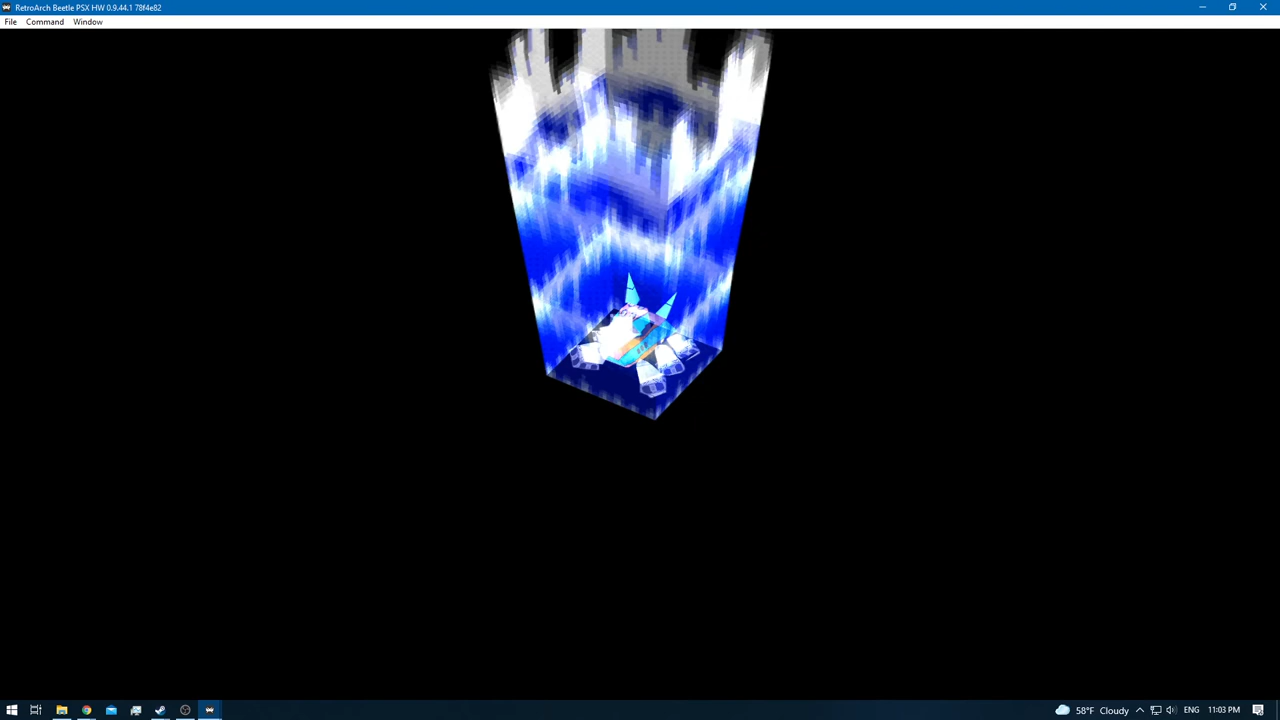 RetroArch Beetle PSX HW 0.9.44.1 78f4e82
File Command Window
58°F Cloudy ENG 11:03 PM